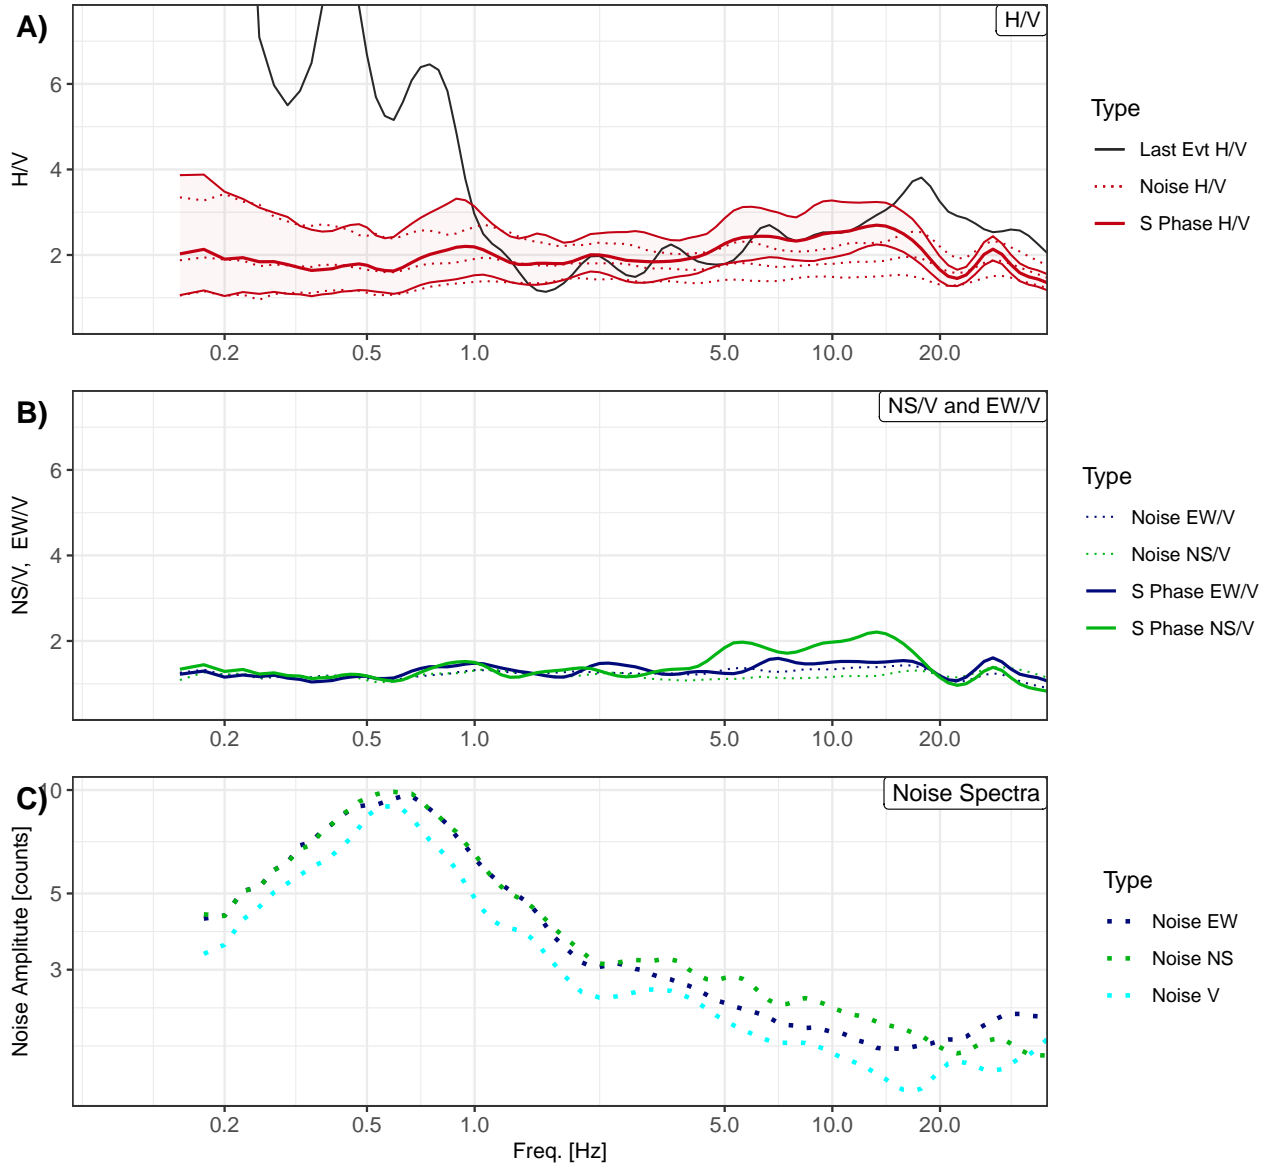 A)
H/V
H/V
6
4
2
0.2 0.5 1.0 5.0 10.0 20.0
Type
Last Evt H/V
Noise H/V
S Phase H/V
B)
NS/V and EW/V
NS/V, EW/V
6
4
2
0.2 0.5 1.0 5.0 10.0 20.0
Type
Noise EW/V
Noise NS/V
S Phase EW/V
S Phase NS/V
C)
Noise Spectra
Noise Amplitute [counts]
10
5
3
0.2 0.5 1.0 5.0 10.0 20.0
Freq. [Hz]
Type
Noise EW
Noise NS
Noise V